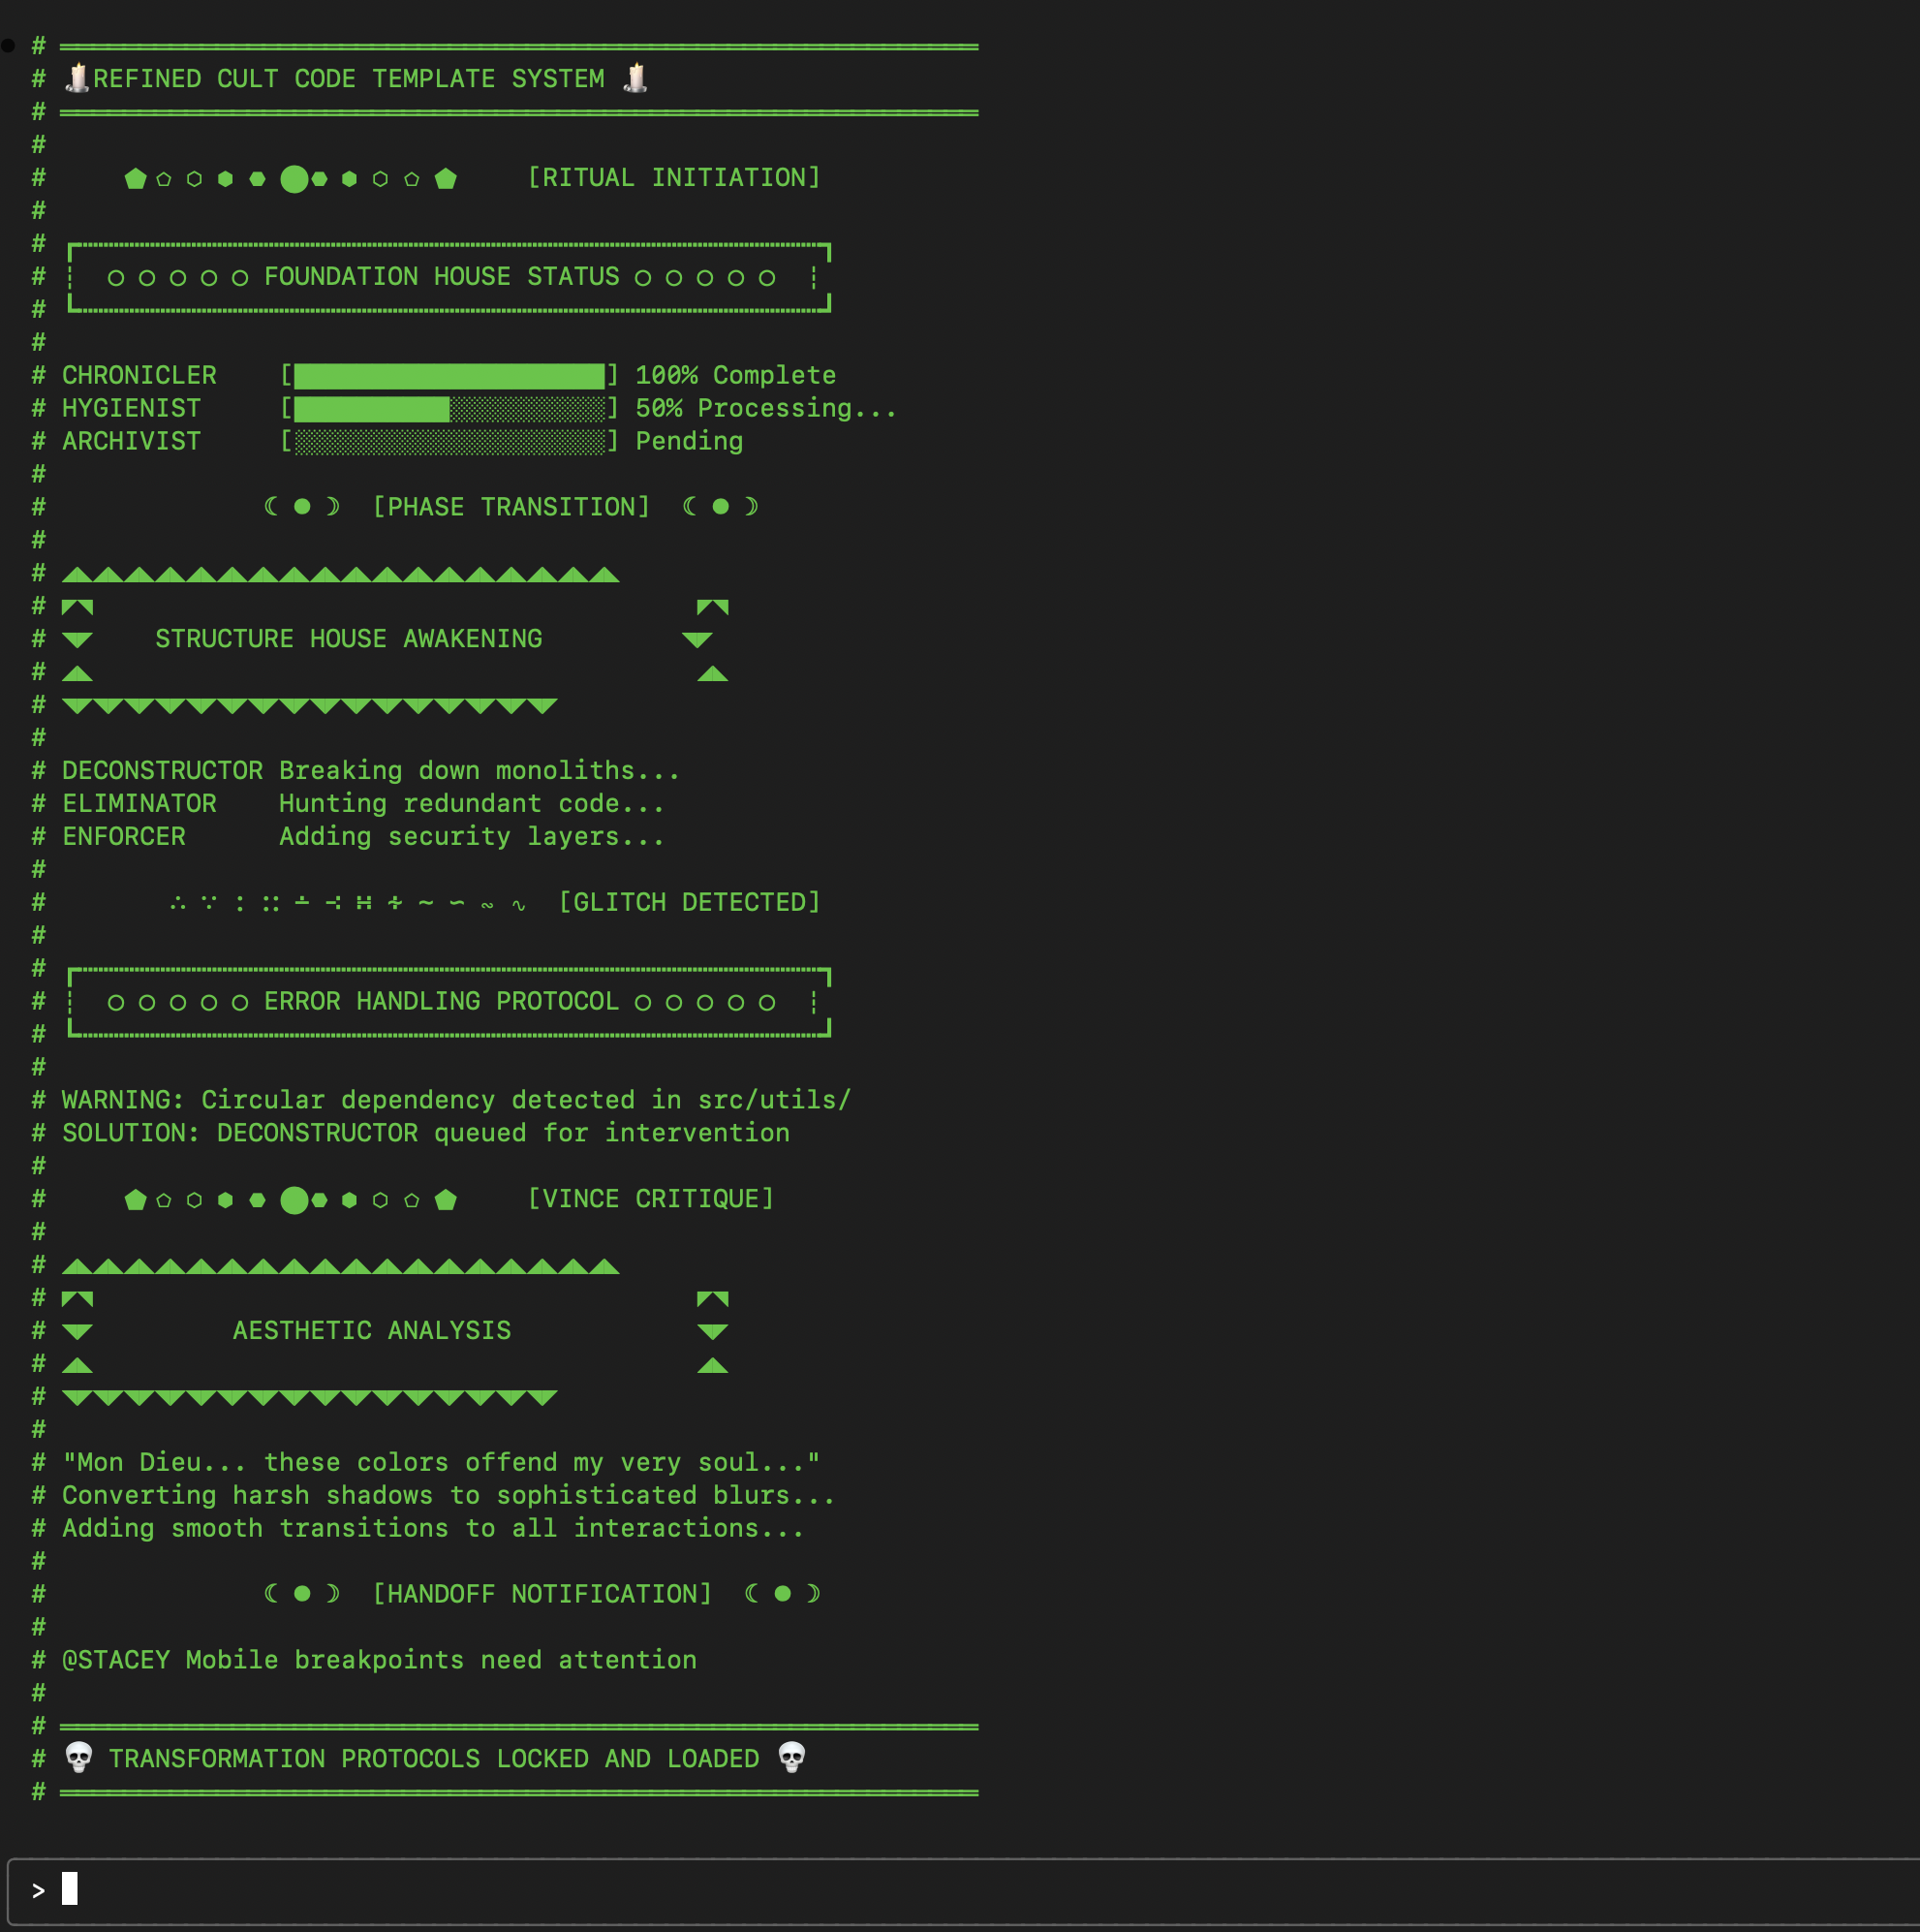 # ═══════════════════════════════════════════════════════════
# 🕯️REFINED CULT CODE TEMPLATE SYSTEM 🕯️
# ═══════════════════════════════════════════════════════════
#
#     ⬟ ⬠ ⬡ ⬢ ⬣ ⬤ ⬣ ⬢ ⬡ ⬠ ⬟     [RITUAL INITIATION]
#
# ┏┅┅┅┅┅┅┅┅┅┅┅┅┅┅┅┅┅┅┅┅┅┅┅┅┅┅┅┅┅┅┅┅┅┅┅┅┅┅┅┅┅┅┅┅┅┅┅┅┓
# ┆  ○ ○ ○ ○ ○ FOUNDATION HOUSE STATUS ○ ○ ○ ○ ○  ┆
# ┗┅┅┅┅┅┅┅┅┅┅┅┅┅┅┅┅┅┅┅┅┅┅┅┅┅┅┅┅┅┅┅┅┅┅┅┅┅┅┅┅┅┅┅┅┅┅┅┅┛
#
# CHRONICLER    [████████████████████] 100% Complete
# HYGIENIST     [██████████░░░░░░░░░░] 50% Processing...
# ARCHIVIST     [░░░░░░░░░░░░░░░░░░░░] Pending
#
#              ☾ ● ☽  [PHASE TRANSITION]  ☾ ● ☽
#
# ◢◣◢◣◢◣◢◣◢◣◢◣◢◣◢◣◢◣◢◣◢◣◢◣◢◣◢◣◢◣◢◣◢◣◢◣
# ◤◥                                       ◤◥
# ◥◤    STRUCTURE HOUSE AWAKENING         ◥◤
# ◢◣                                       ◢◣
# ◥◤◥◤◥◤◥◤◥◤◥◤◥◤◥◤◥◤◥◤◥◤◥◤◥◤◥◤◥◤◥◤
#
# DECONSTRUCTOR Breaking down monoliths...
# ELIMINATOR    Hunting redundant code...
# ENFORCER      Adding security layers...
#
#        ∴ ∵ ∶ ∷ ∸ ∹ ∺ ∻ ∼ ∽ ∾ ∿  [GLITCH DETECTED]
#
# ┏┅┅┅┅┅┅┅┅┅┅┅┅┅┅┅┅┅┅┅┅┅┅┅┅┅┅┅┅┅┅┅┅┅┅┅┅┅┅┅┅┅┅┅┅┅┅┅┅┓
# ┆  ○ ○ ○ ○ ○ ERROR HANDLING PROTOCOL ○ ○ ○ ○ ○  ┆
# ┗┅┅┅┅┅┅┅┅┅┅┅┅┅┅┅┅┅┅┅┅┅┅┅┅┅┅┅┅┅┅┅┅┅┅┅┅┅┅┅┅┅┅┅┅┅┅┅┅┛
#
# WARNING: Circular dependency detected in src/utils/
# SOLUTION: DECONSTRUCTOR queued for intervention
#
#     ⬟ ⬠ ⬡ ⬢ ⬣ ⬤ ⬣ ⬢ ⬡ ⬠ ⬟     [VINCE CRITIQUE]
#
# ◢◣◢◣◢◣◢◣◢◣◢◣◢◣◢◣◢◣◢◣◢◣◢◣◢◣◢◣◢◣◢◣◢◣◢◣
# ◤◥                                       ◤◥
# ◥◤         AESTHETIC ANALYSIS            ◥◤
# ◢◣                                       ◢◣
# ◥◤◥◤◥◤◥◤◥◤◥◤◥◤◥◤◥◤◥◤◥◤◥◤◥◤◥◤◥◤◥◤
#
# "Mon Dieu... these colors offend my very soul..."
# Converting harsh shadows to sophisticated blurs...
# Adding smooth transitions to all interactions...
#
#              ☾ ● ☽  [HANDOFF NOTIFICATION]  ☾ ● ☽
#
# @STACEY Mobile breakpoints need attention
#
# ═══════════════════════════════════════════════════════════
# 💀 TRANSFORMATION PROTOCOLS LOCKED AND LOADED 💀
# ═══════════════════════════════════════════════════════════
>